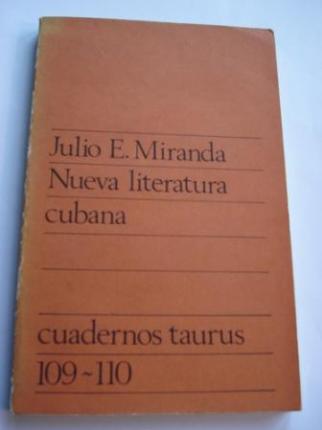 Julio E. Miranda
Nueva literatura
cubana
cuadernos taurus
109~110